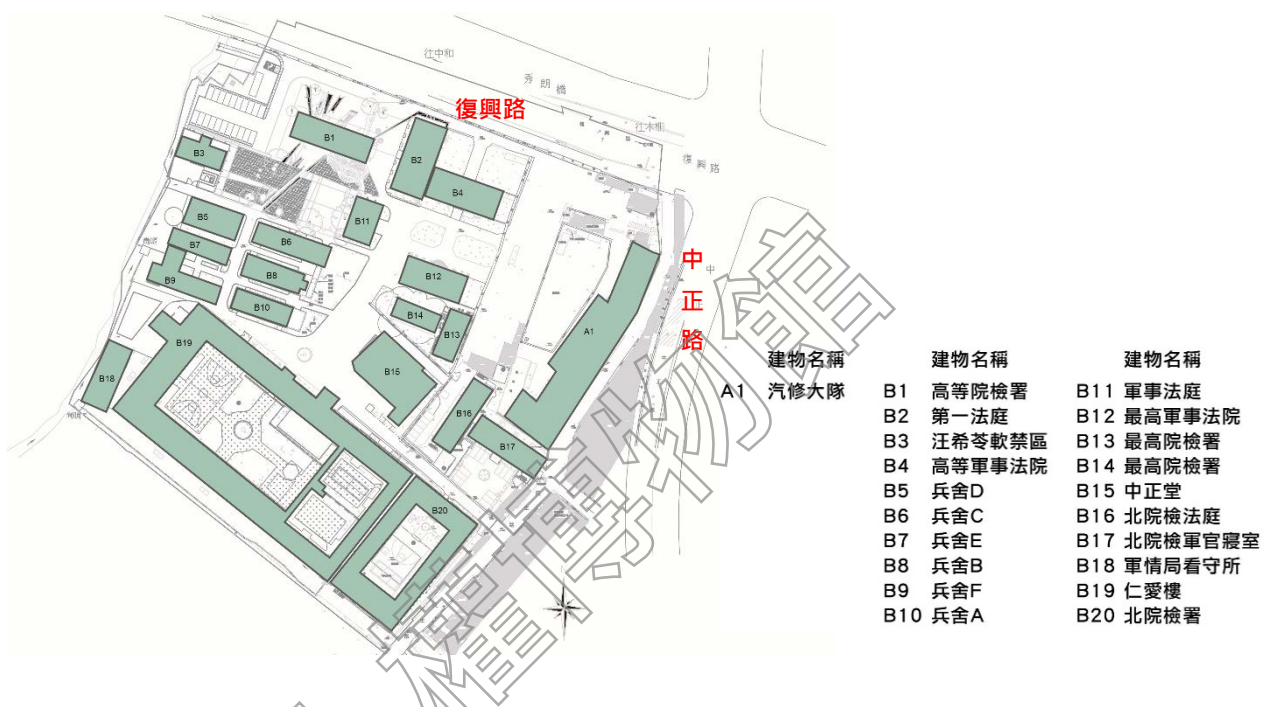 往中和
秀朗橋
復興路
往木柵
復興路
B1
B2
B3
B4
B5
B11
B6
B7
B8
B12
B9
B10
B14
B13
A1
B19
B15
B18
B16
B17
B20
中
正
路
中
建物名稱 建物名稱 建物名稱
A1 汽修大隊 B1 高等院檢署 B11 軍事法庭
B2 第一法庭 B12 最高軍事法院
B3 汪希苓軟禁區 B13 最高院檢署
B4 高等軍事法院 B14 最高院檢署
B5 兵舍D B15 中正堂
B6 兵舍C B16 北院檢法庭
B7 兵舍E B17 北院檢軍官寢室
B8 兵舍B B18 軍情局看守所
B9 兵舍F B19 仁愛樓
B10 兵舍A B20 北院檢署
權博物館